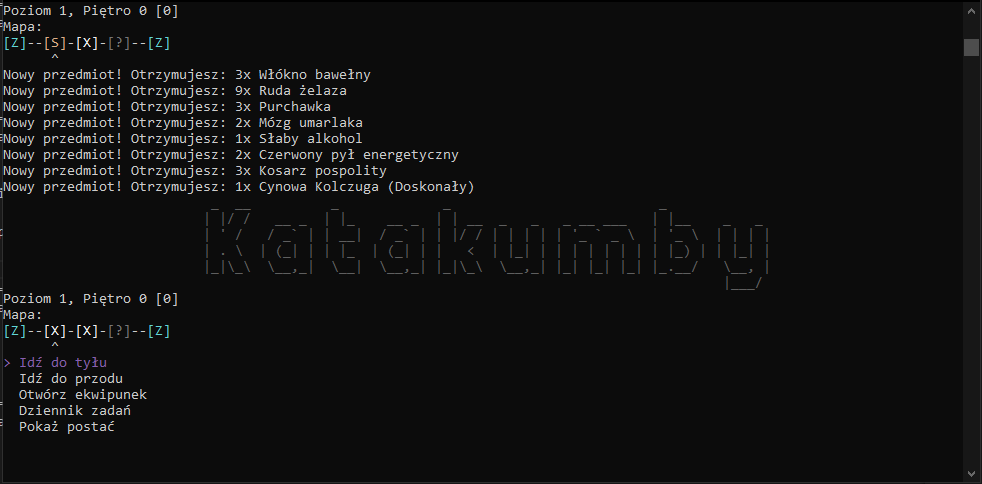 Poziom 1, Piętro 0 [0]
Mapa:
[Z]--[S]-[X]-[?]--[Z]
^
Nowy przedmiot! Otrzymujesz: 3x Włókno bawełny
Nowy przedmiot! Otrzymujesz: 9x Ruda żelaza
Nowy przedmiot! Otrzymujesz: 3x Purchawka
Nowy przedmiot! Otrzymujesz: 2x Mózg umarlaka
Nowy przedmiot! Otrzymujesz: 1x Słaby alkohol
Nowy przedmiot! Otrzymujesz: 2x Czerwony pył energetyczny
Nowy przedmiot! Otrzymujesz: 3x Kosarz pospolity
Nowy przedmiot! Otrzymujesz: 1x Cynowa Kolczuga (Doskonały)
Katakumby
Poziom 1, Piętro 0 [0]
Mapa:
[Z]--[X]-[X]-[?]--[Z]
^
> Idź do tyłu
Idź do przodu
Otwórz ekwipunek
Dziennik zadań
Pokaż postać